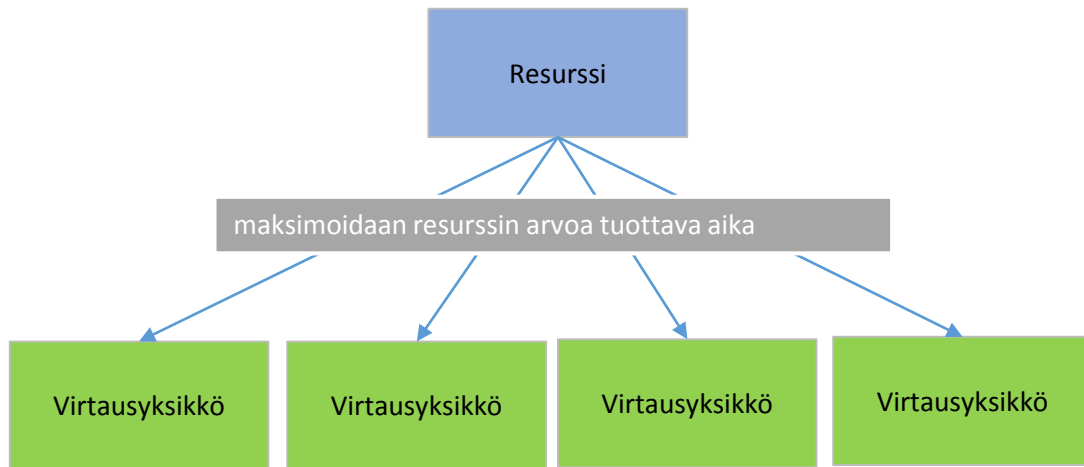 Resurssi
maksimoidaan resurssin arvoa tuottava aika
Virtausyksikkö
Virtausyksikkö
Virtausyksikkö
Virtausyksikkö